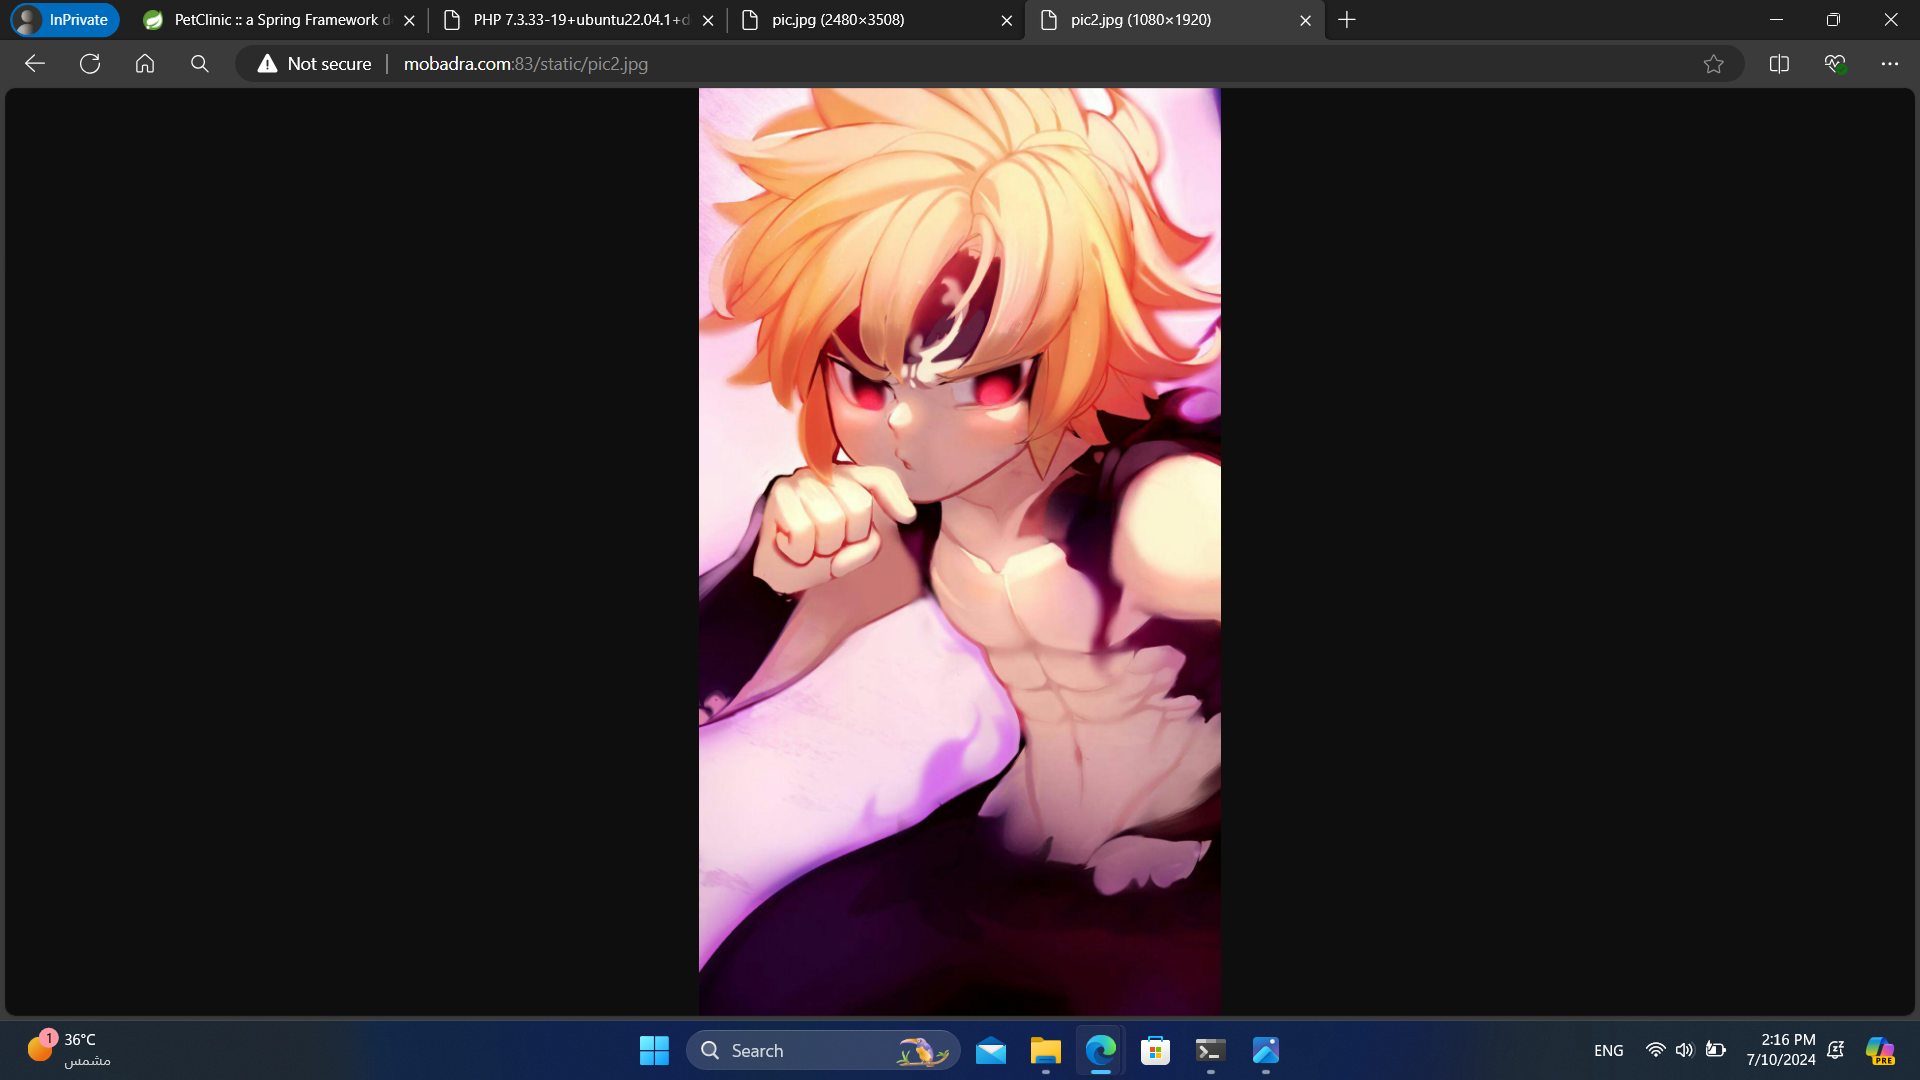 InPrivate
PetClinic :: a Spring Framework d
PHP 7.3.33-19+ubuntu22.04.1+d
pic.jpg (2480×3508)
pic2.jpg (1080×1920)
Not secure
mobadra.com:83/static/pic2.jpg
1
36°C
مشمس
Search
ENG
2:16 PM
7/10/2024
PRE